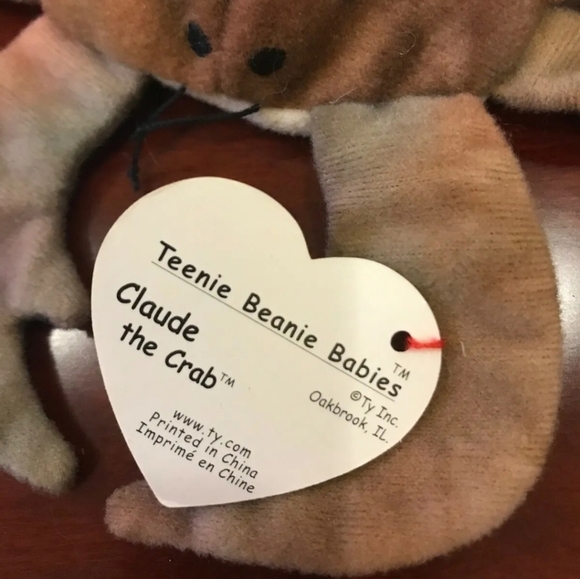 Teenie Beanie Babies™
Claude
the Crab™
©Ty Inc.
Oakbrook, IL.
www.ty.com
Printed in China
Imprimé en Chine